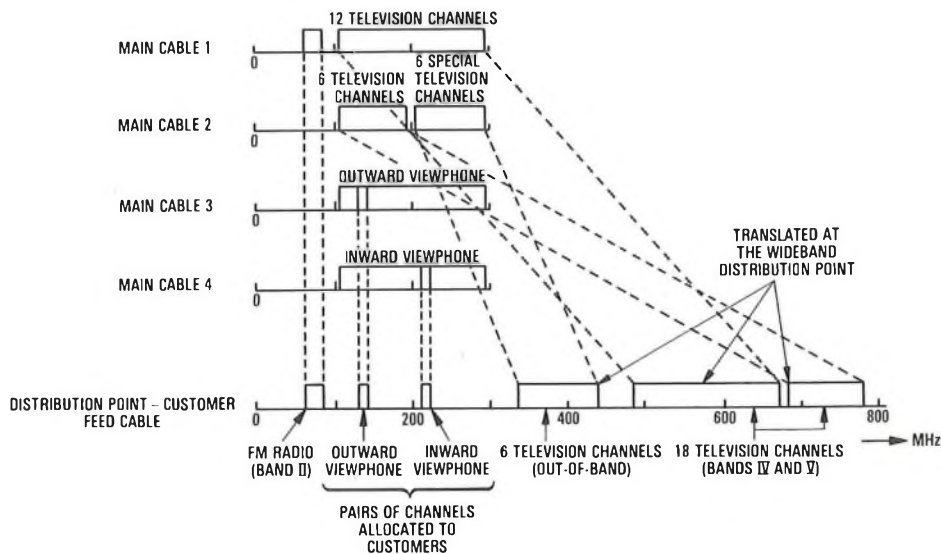 12 TELEVISION CHANNELS
MAIN CABLE 1
0
6 TELEVISION
CHANNELS
6 SPECIAL
TELEVISION
CHANNELS
MAIN CABLE 2
0
OUTWARD VIEWPHONE
MAIN CABLE 3
0
INWARD VIEWPHONE
MAIN CABLE 4
0
TRANSLATED AT
THE WIDEBAND
DISTRIBUTION POINT
DISTRIBUTION POINT – CUSTOMER
FEED CABLE
0 200 400 600 800
MHz
FM RADIO
(BAND II)
OUTWARD
VIEWPHONE
INWARD
VIEWPHONE
6 TELEVISION CHANNELS
(OUT-OF-BAND)
18 TELEVISION CHANNELS
(BANDS IV AND V)
PAIRS OF CHANNELS
ALLOCATED TO
CUSTOMERS